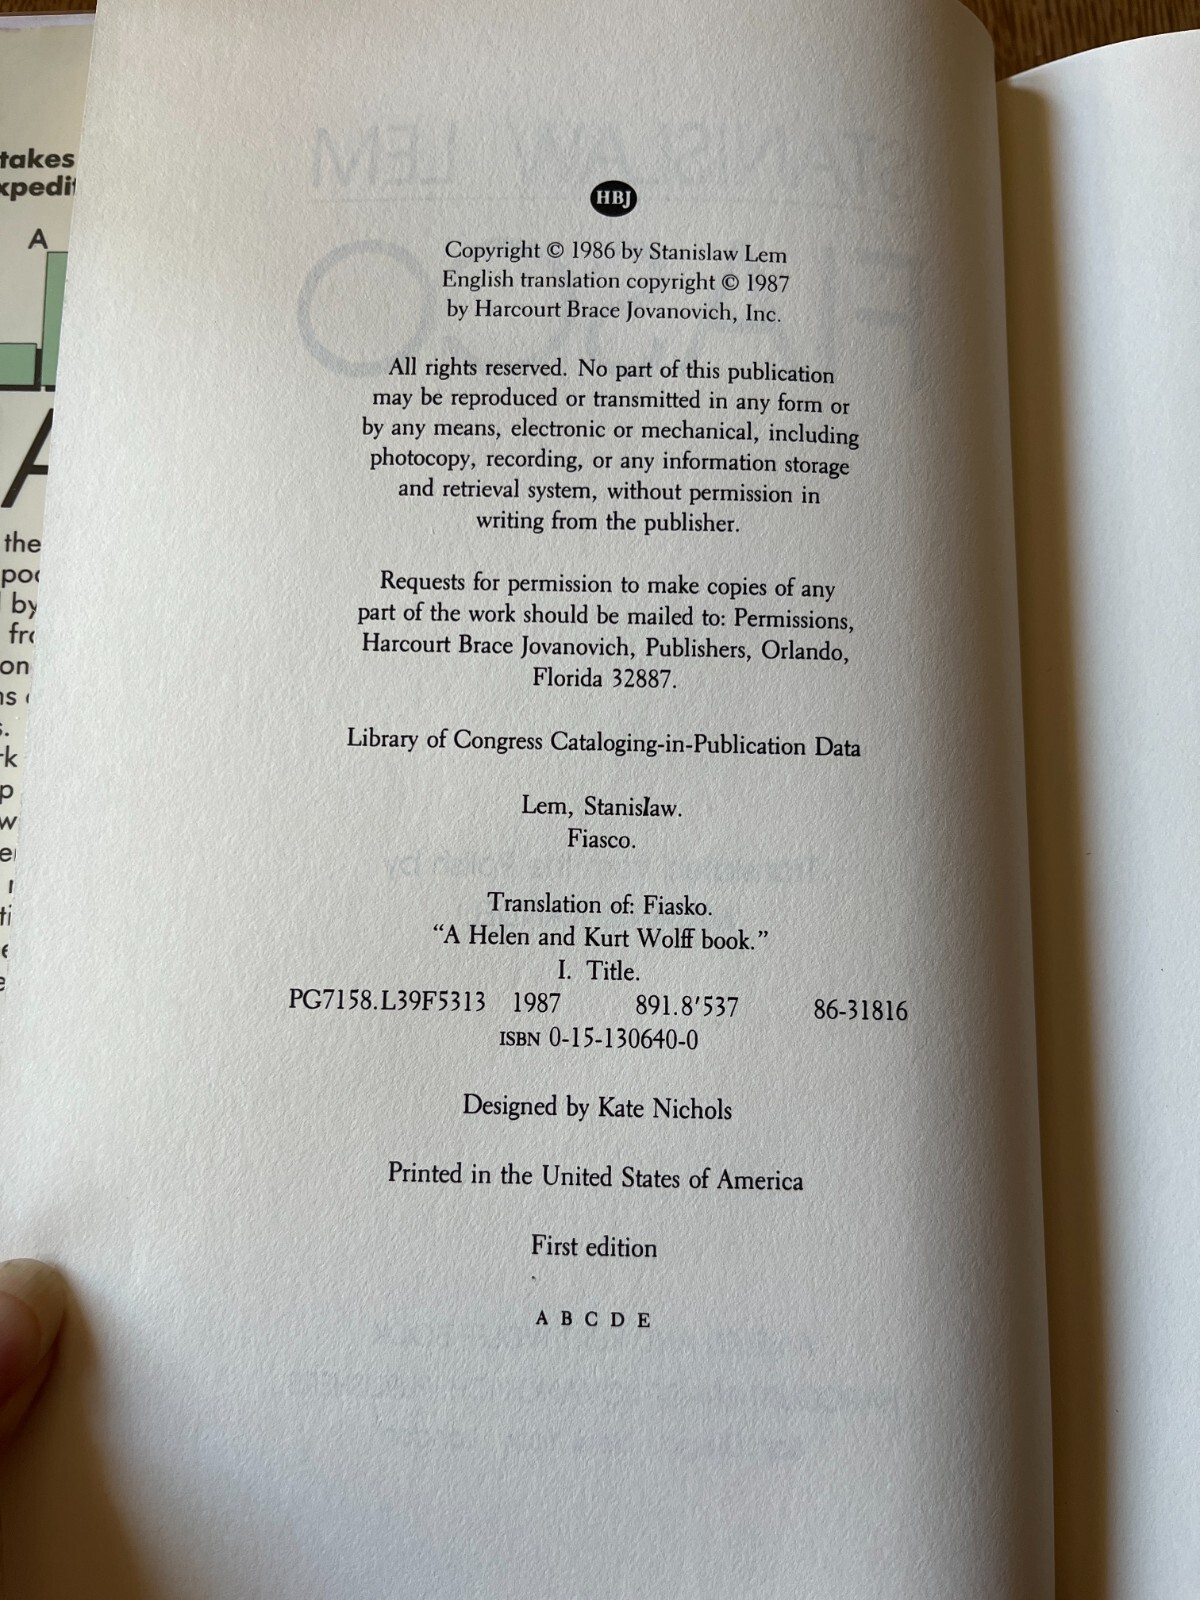 takes
A
the
by
HBJ
Copyright © 1986 by Stanislaw Lem
English translation copyright © 1987
by Harcourt Brace Jovanovich, Inc.
All rights reserved. No part of this publication
may be reproduced or transmitted in any form or
by any means, electronic or mechanical, including
photocopy, recording, or any information storage
and retrieval system, without permission in
writing from the publisher.
Requests for permission to make copies of any
part of the work should be mailed to: Permissions,
Harcourt Brace Jovanovich, Publishers, Orlando,
Florida 32887.
Library of Congress Cataloging-in-Publication Data
Lem, Stanisław.
Fiasco.
Translation of: Fiasko.
“A Helen and Kurt Wolff book.”
I. Title.
PG7158.L39F5313 1987 891.8′537 86-31816
ISBN 0-15-130640-0
Designed by Kate Nichols
Printed in the United States of America
First edition
A B C D E